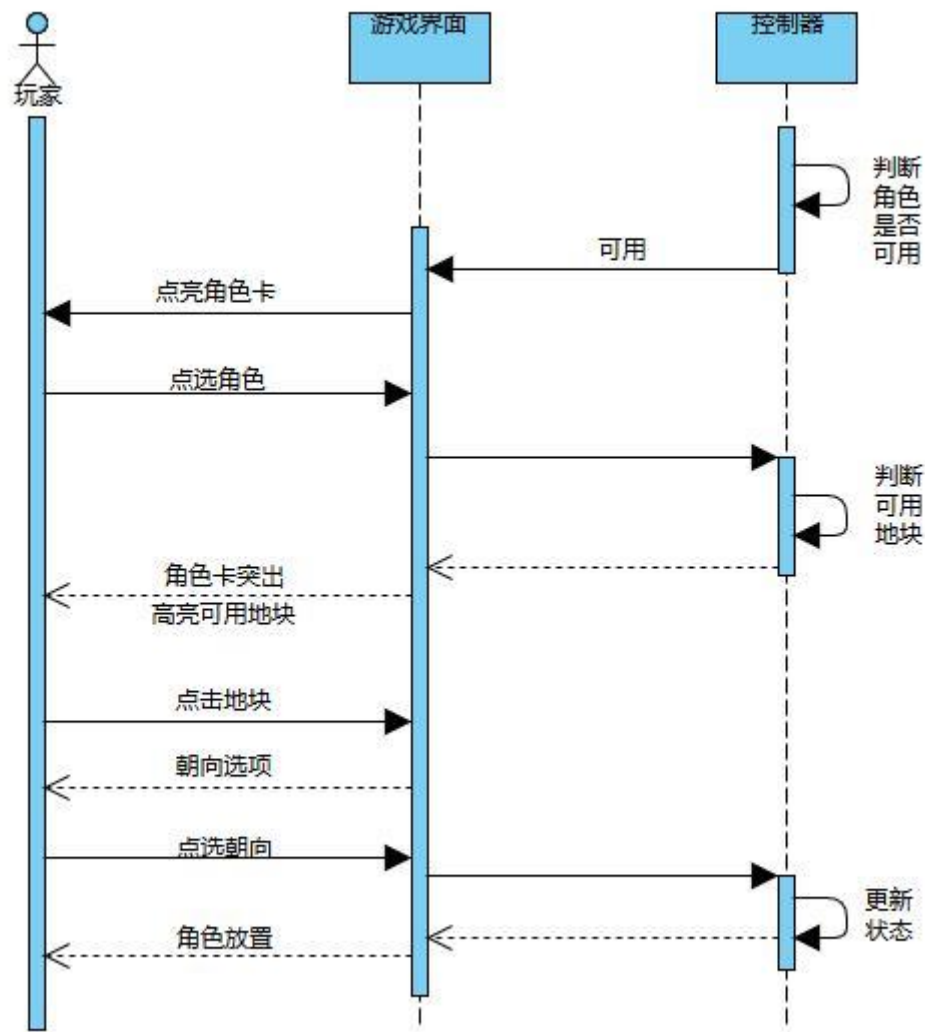 游戏界面
控制器
玩家
判断
角色
是否
可用
可用
点亮角色卡
点选角色
判断
可用
地块
角色卡突出
高亮可用地块
点击地块
朝向选项
点选朝向
更新
状态
角色放置